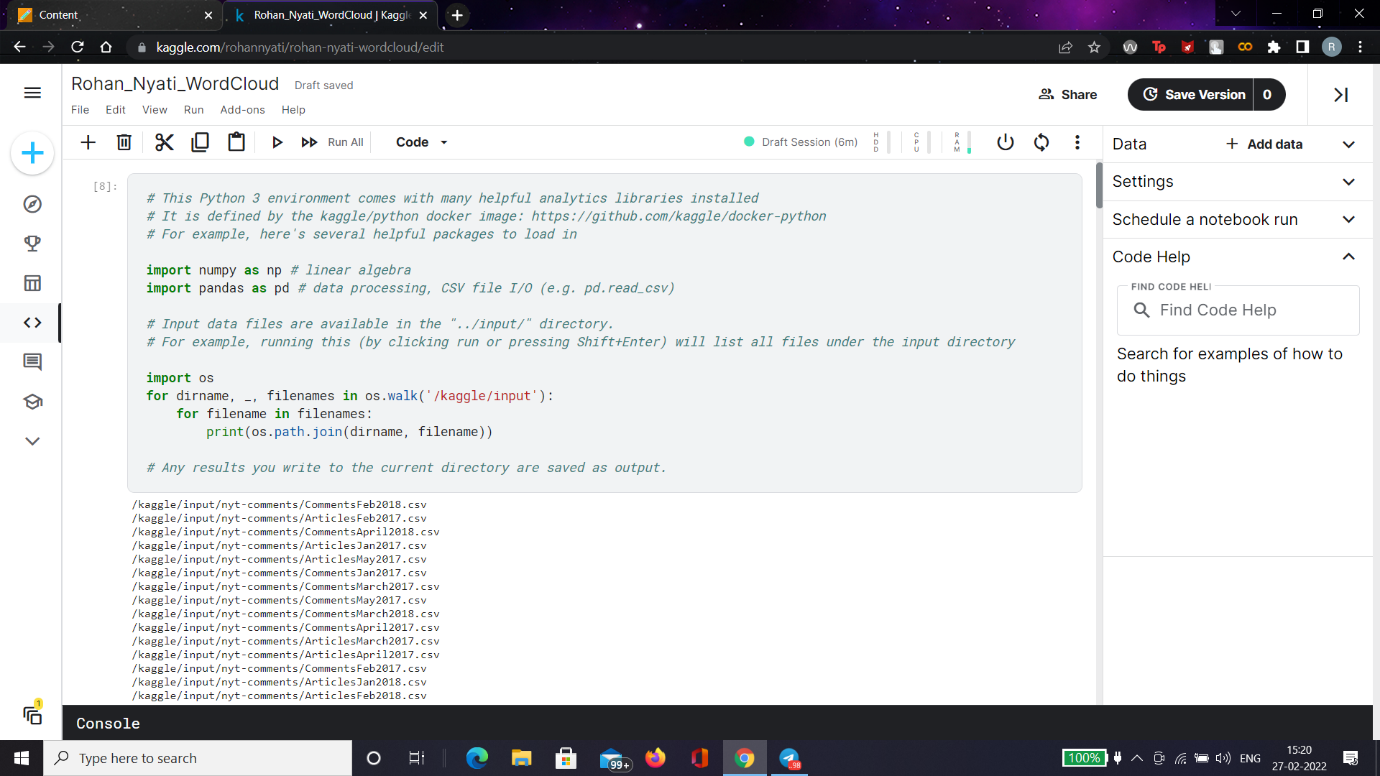 Content
Rohan_Nyati_WordCloud | Kaggl
kaggle.com/rohannyati/rohan-nyati-wordcloud/edit
R
Rohan_Nyati_WordCloud Draft saved
File Edit View Run Add-ons Help
Share
Save Version 0
Run All
Code
Draft Session (6m)
HDD
CPU
RAM
Data
Add data
Settings
Schedule a notebook run
Code Help
FIND CODE HEL
Find Code Help
Search for examples of how to
do things
[8]:
# This Python 3 environment comes with many helpful analytics libraries installed
# It is defined by the kaggle/python docker image: https://github.com/kaggle/docker-python
# For example, here's several helpful packages to load in
import numpy as np # linear algebra
import pandas as pd # data processing, CSV file I/O (e.g. pd.read_csv)
# Input data files are available in the "../input/" directory.
# For example, running this (by clicking run or pressing Shift+Enter) will list all files under the input directory
import os
for dirname, _, filenames in os.walk('/kaggle/input'):
for filename in filenames:
print(os.path.join(dirname, filename))
# Any results you write to the current directory are saved as output.
/kaggle/input/nyt-comments/CommentsFeb2018.csv
/kaggle/input/nyt-comments/ArticlesFeb2017.csv
/kaggle/input/nyt-comments/CommentsApril2018.csv
/kaggle/input/nyt-comments/ArticlesJan2017.csv
/kaggle/input/nyt-comments/ArticlesMay2017.csv
/kaggle/input/nyt-comments/CommentsJan2017.csv
/kaggle/input/nyt-comments/CommentsMarch2017.csv
/kaggle/input/nyt-comments/CommentsMay2017.csv
/kaggle/input/nyt-comments/CommentsMarch2018.csv
/kaggle/input/nyt-comments/CommentsApril2017.csv
/kaggle/input/nyt-comments/ArticlesMarch2017.csv
/kaggle/input/nyt-comments/ArticlesApril2017.csv
/kaggle/input/nyt-comments/CommentsFeb2017.csv
/kaggle/input/nyt-comments/ArticlesJan2018.csv
/kaggle/input/nyt-comments/ArticlesFeb2018.csv
1
Console
Type here to search
99+
98
100%
ENG
15:20
27-02-2022